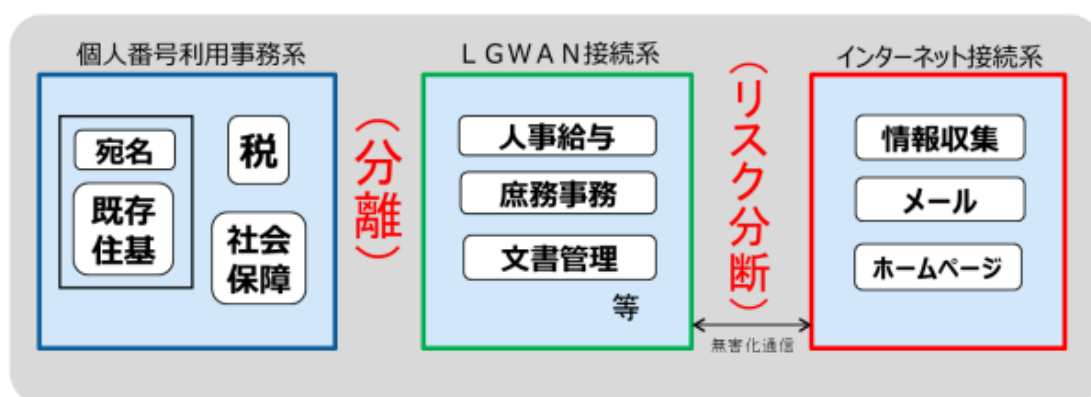 個人番号利用事務系
宛名
既存
住基
税
社会
保障
（分離）
ＬＧＷＡＮ接続系
人事給与
庶務事務
文書管理
等
（リスク分断）
無害化通信
インターネット接続系
情報収集
メール
ホームページ